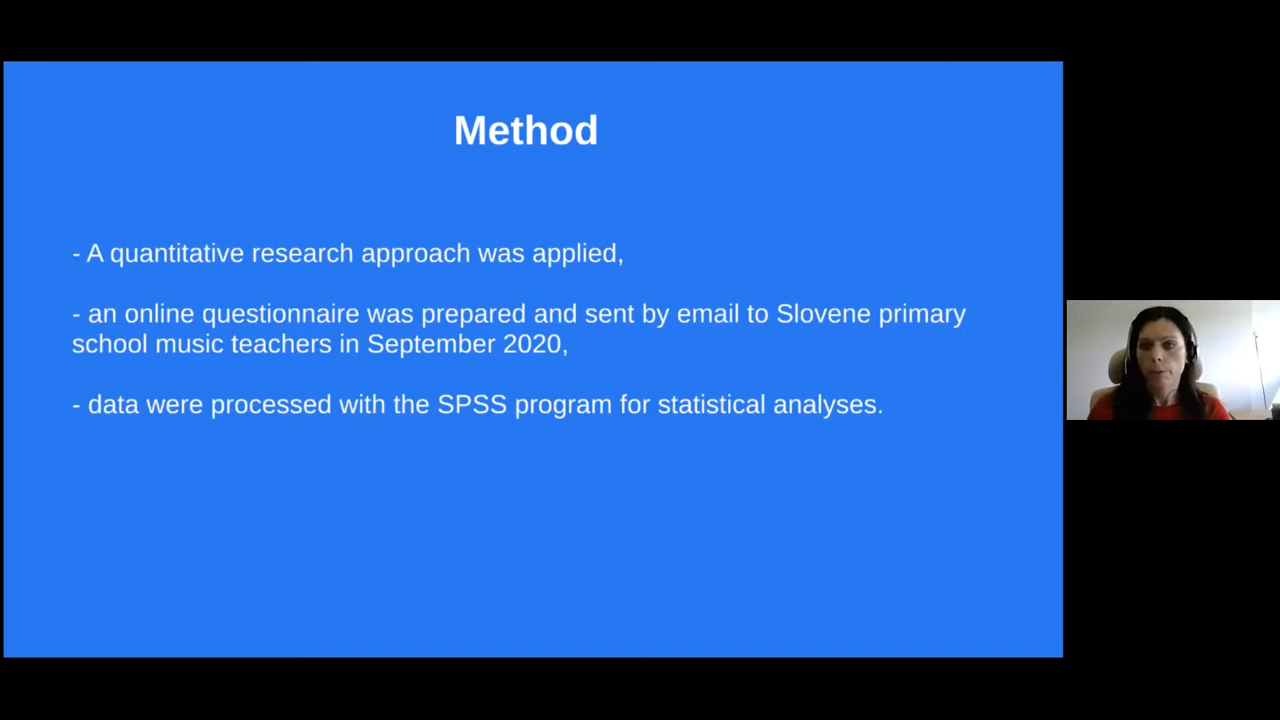 Method
- A quantitative research approach was applied,
- an online questionnaire was prepared and sent by email to Slovene primary
school music teachers in September 2020,
- data were processed with the SPSS program for statistical analyses.